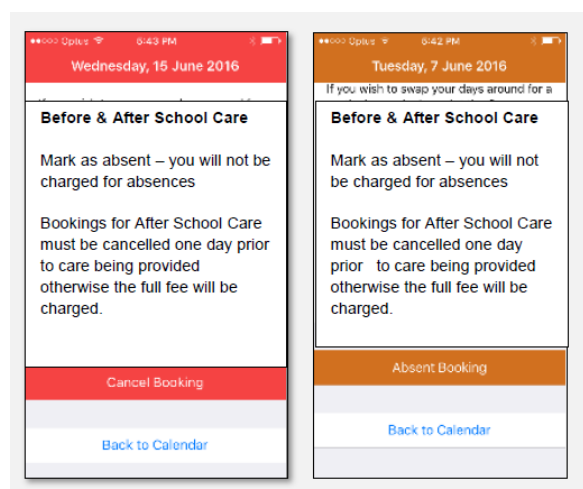 ●●○○○ Optus 6:43 PM
Wednesday, 15 June 2016
Before & After School Care
Mark as absent – you will not be
charged for absences
Bookings for After School Care
must be cancelled one day prior
to care being provided
otherwise the full fee will be
charged.
Cancel Booking
Back to Calendar
●●○○○ Optus 6:42 PM
Tuesday, 7 June 2016
If you wish to swap your days around for a
Before & After School Care
Mark as absent – you will not
be charged for absences
Bookings for After School Care
must be cancelled one day
prior to care being provided
otherwise the full fee will be
charged.
Absent Booking
Back to Calendar